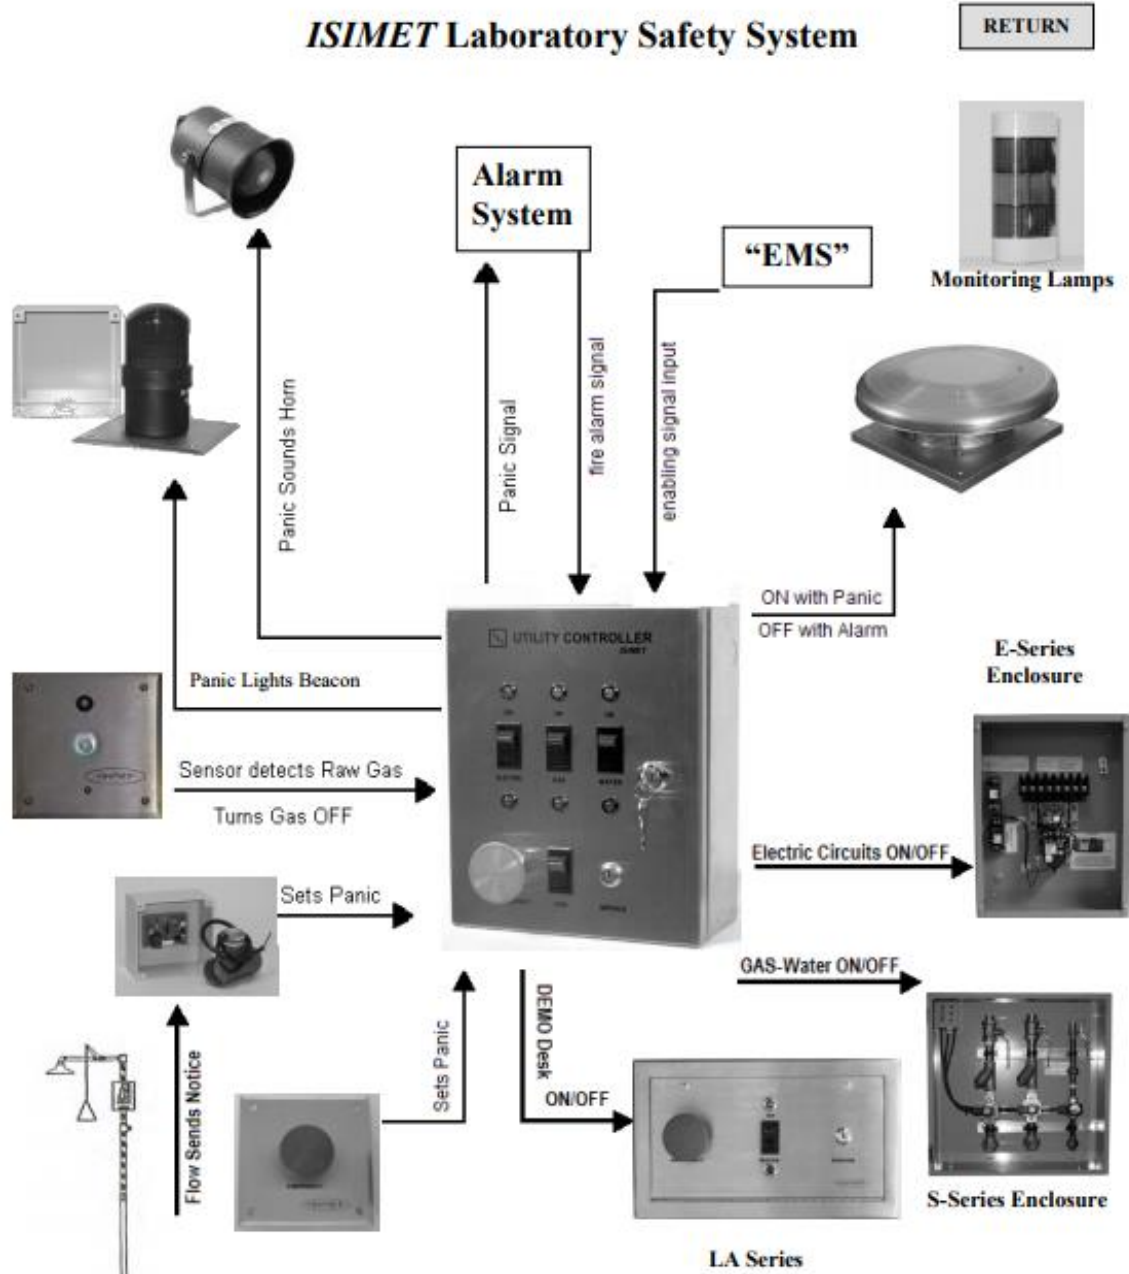 ISIMET Laboratory Safety System
RETURN
Alarm
System
“EMS”
Monitoring Lamps
Panic Sounds Horn
Panic Signal
fire alarm signal
enabling signal input
ON with Panic
OFF with Alarm
UTILITY CONTROLLER
ISIMET
E-Series
Enclosure
Panic Lights Beacon
Sensor detects Raw Gas
Turns Gas OFF
Electric Circuits ON/OFF
Sets Panic
GAS-Water ON/OFF
Flow Sends Notice
Sets Panic
DEMO Desk
ON/OFF
S-Series Enclosure
LA Series